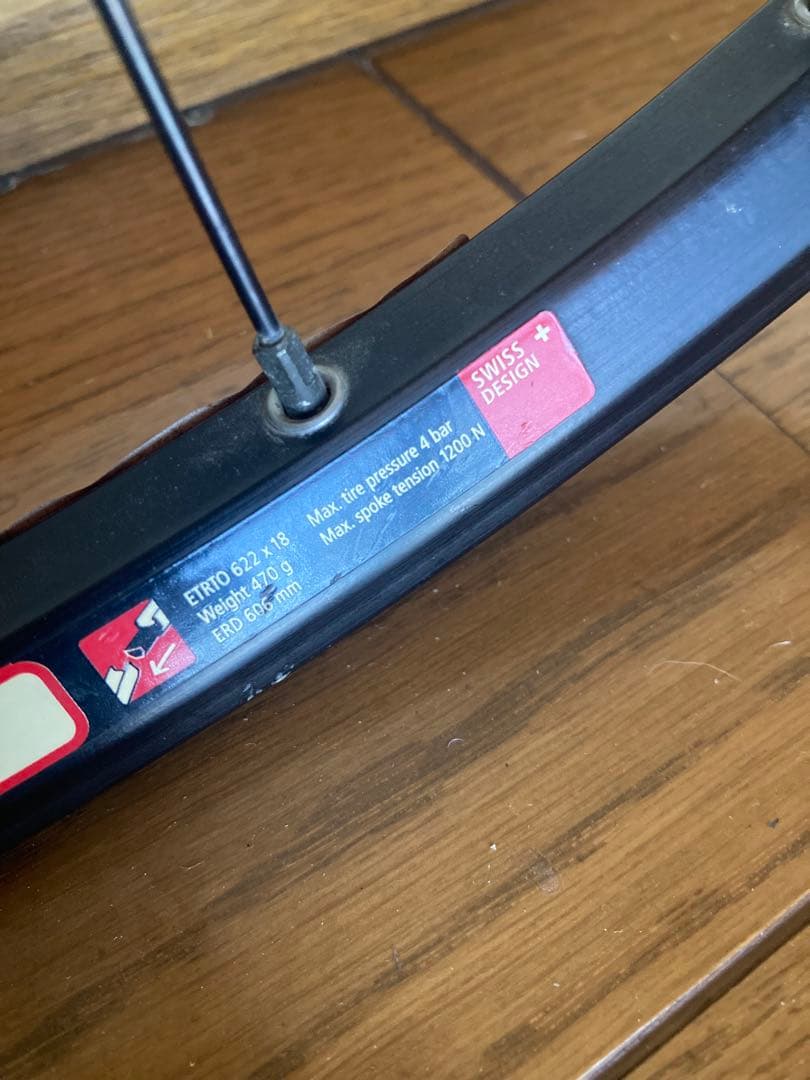 ETRTO 622 x 18
Weight 470 g
ERD 606 mm
Max. tire pressure 4 bar
Max. spoke tension 1200 N
SWISS
DESIGN